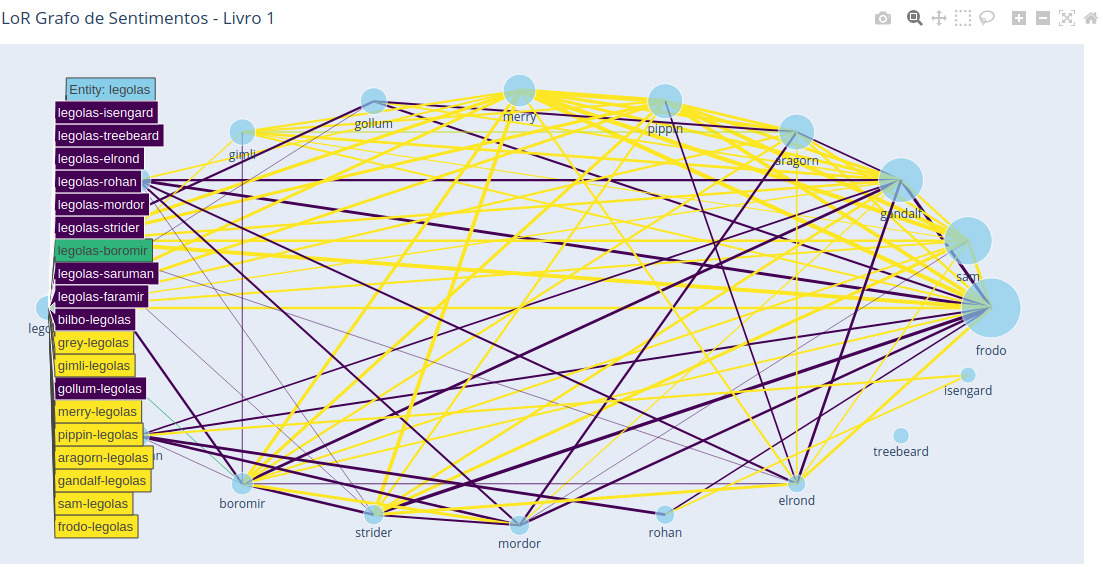 LoR Grafo de Sentimentos - Livro 1
Entity: legolas
legolas-isengard
legolas-treebeard
legolas-elrond
legolas-rohan
legolas-mordor
legolas-strider
legolas-boromir
legolas-saruman
legolas-faramir
bilbo-legolas
grey-legolas
gimli-legolas
gollum-legolas
merry-legolas
pippin-legolas
aragorn-legolas
gandalf-legolas
sam-legolas
frodo-legolas
gimli
gollum
merry
pippin
aragorn
gandalf
sam
frodo
isengard
treebeard
elrond
rohan
mordor
strider
boromir